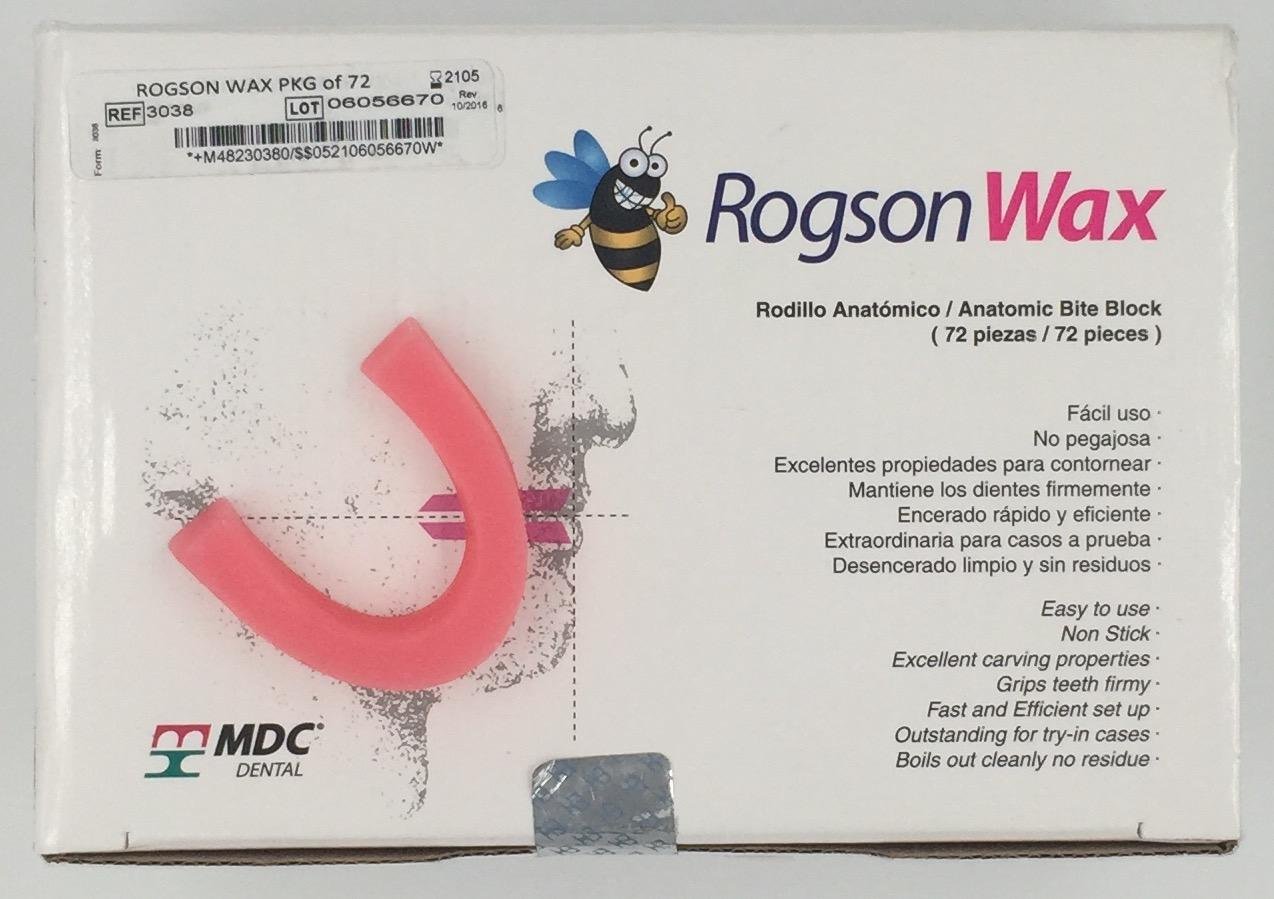 ROGSON WAX PKG of 72
2105
REF 3038
LOT 06056670
Rev
10/2016
6
Form: 3038
*+M48230380/$$052106056670W*
Rogson Wax
Rodillo Anatómico / Anatomic Bite Block
( 72 piezas / 72 pieces )
Fácil uso ·
No pegajosa ·
Excelentes propiedades para contornear ·
Mantiene los dientes firmemente ·
Encerado rápido y eficiente ·
Extraordinaria para casos a prueba ·
Desencerado limpio y sin residuos ·
Easy to use ·
Non Stick ·
Excellent carving properties ·
Grips teeth firmy ·
Fast and Efficient set up ·
Outstanding for try-in cases ·
Boils out cleanly no residue ·
MDC
DENTAL